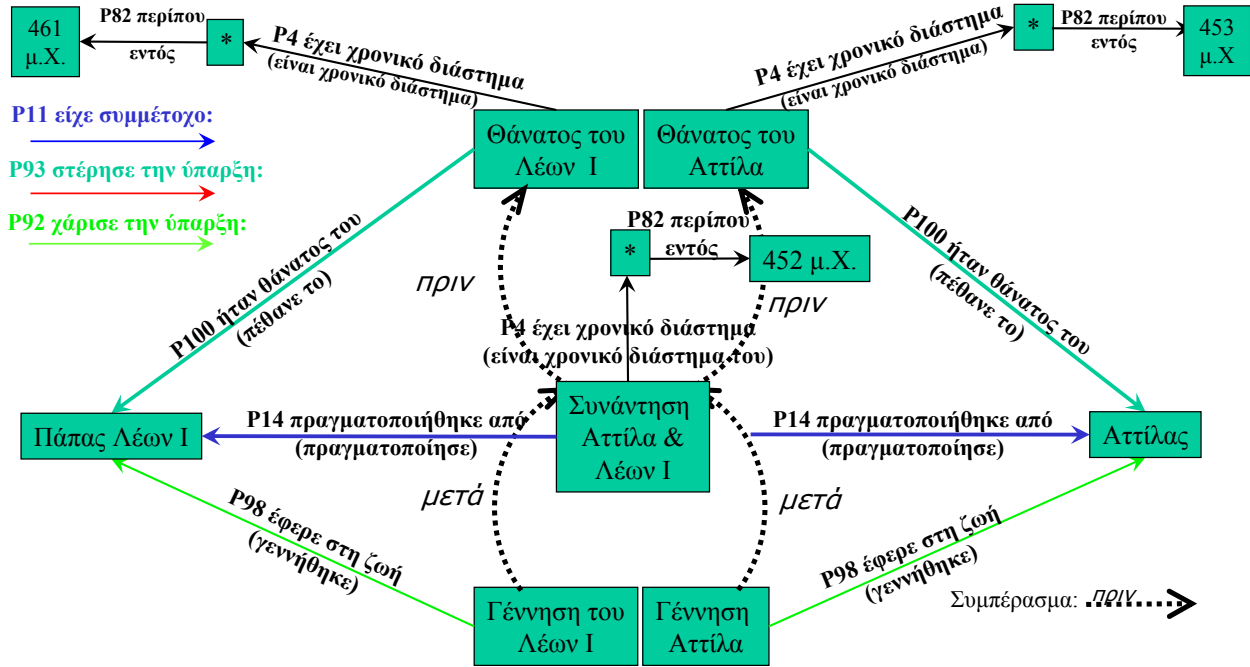 461
μ.Χ.
P82 περίπου
εντός
*
P4 έχει χρονικό διάστημα
(είναι χρονικό διάστημα)
P4 έχει χρονικό διάστημα
(είναι χρονικό διάστημα)
*
P82 περίπου
εντός
453
μ.Χ
P11 είχε συμμέτοχο:
P93 στέρησε την ύπαρξη:
P92 χάρισε την ύπαρξη:
Θάνατος του
Λέων I
Θάνατος του
Αττίλα
P100 ήταν θάνατος του
(πέθανε το)
πριν
*
P82 περίπου
εντός
452 μ.Χ.
πριν
P100 ήταν θάνατος του
(πέθανε το)
P4 έχει χρονικό διάστημα
(είναι χρονικό διάστημα του)
Πάπας Λέων I
P14 πραγματοποιήθηκε από
(πραγματοποίησε)
Συνάντηση
Αττίλα &
Λέων I
P14 πραγματοποιήθηκε από
(πραγματοποίησε)
Αττίλας
μετά
μετά
P98 έφερε στη ζωή
(γεννήθηκε)
P98 έφερε στη ζωή
(γεννήθηκε)
Γέννηση του
Λέων I
Γέννηση
Αττίλα
Συμπέρασμα: πριν